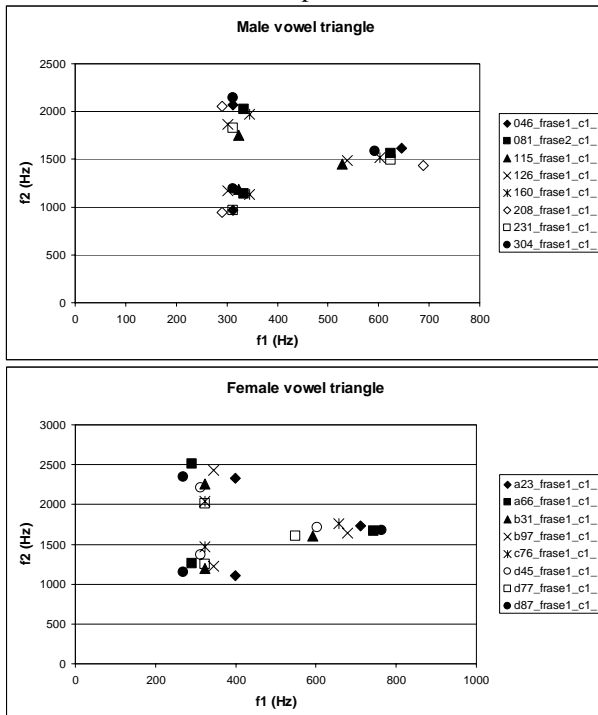 Male vowel triangle
2500
2000
1500
1000
500
0
f2 (Hz)
0 100 200 300 400 500 600 700 800
f1 (Hz)
046_frase1_c1_
081_frase2_c1_
115_frase1_c1_
126_frase1_c1_
160_frase1_c1_
208_frase1_c1_
231_frase1_c1_
304_frase1_c1_
Female vowel triangle
3000
2500
2000
1500
1000
500
0
f2 (Hz)
0 200 400 600 800 1000
f1 (Hz)
a23_frase1_c1_
a66_frase1_c1_
b31_frase1_c1_
b97_frase1_c1_
c76_frase1_c1_
d45_frase1_c1_
d77_frase1_c1_
d87_frase1_c1_